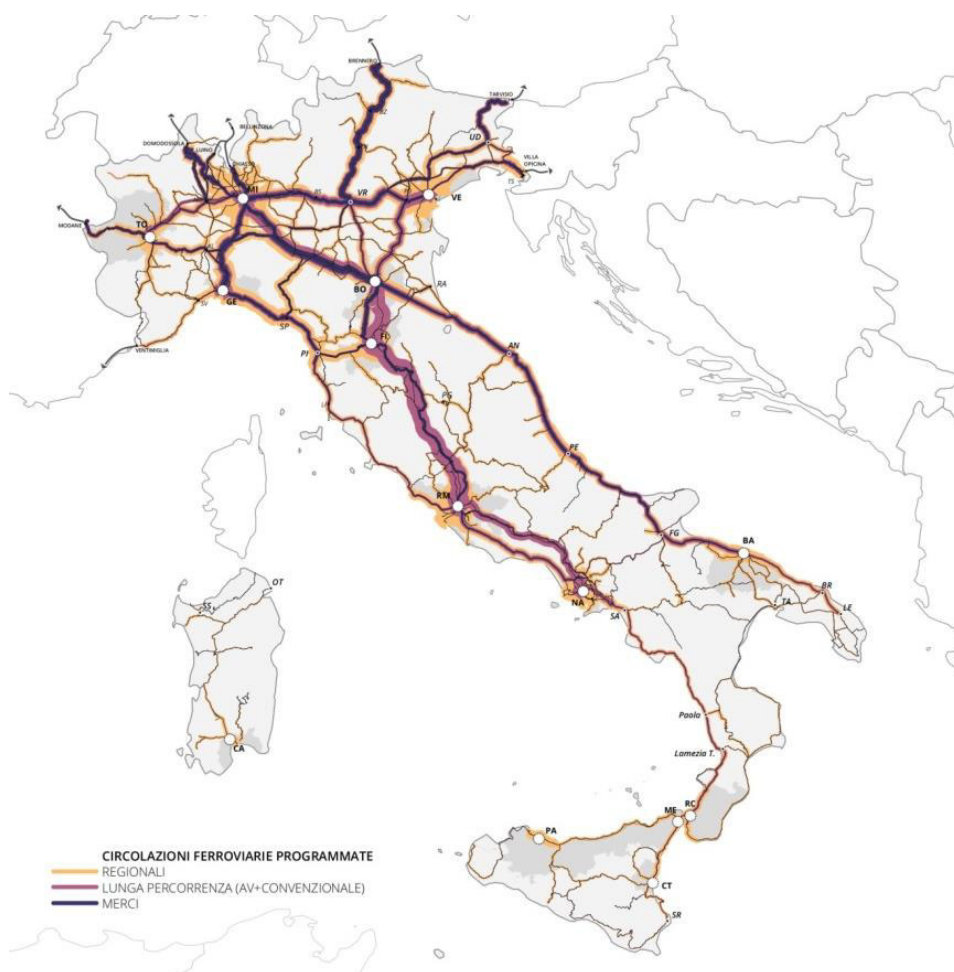 BRENNERO
TARVISIO
BZ
UD
BELLINZONA
DOMODOSSOLA
LUINO
CHIASSO
VILLA
OPICINA
TS
MI
BS
VR
VE
MODANE
TO
BO
RA
GE
SV
SP
VENTIMIGLIA
FI
PI
AN
PG
PE
RM
FG
BA
NA
SA
TA
BR
LE
OT
SS
CA
Paola
Lamezia T.
ME
RC
PA
CT
SR
CIRCOLAZIONI FERROVIARIE PROGRAMMATE
REGIONALI
LUNGA PERCORRENZA (AV+CONVENZIONALE)
MERCI